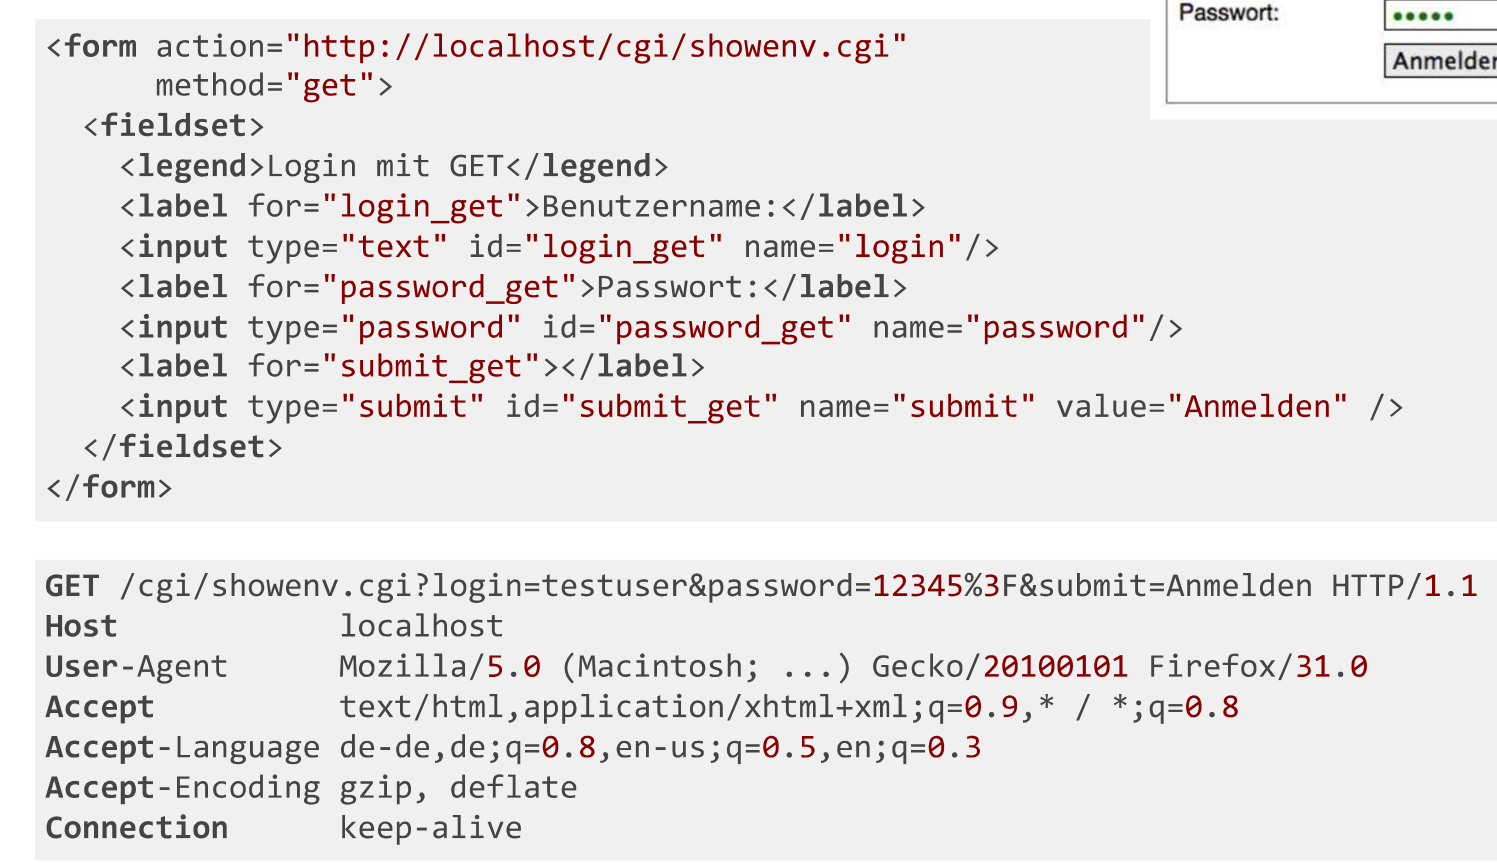 Passwort:
Anmelden
<form action="http://localhost/cgi/showenv.cgi"
method="get">
<fieldset>
<legend>Login mit GET</legend>
<label for="login_get">Benutzername:</label>
<input type="text" id="login_get" name="login"/>
<label for="password_get">Passwort:</label>
<input type="password" id="password_get" name="password"/>
<label for="submit_get"></label>
<input type="submit" id="submit_get" name="submit" value="Anmelden" />
</fieldset>
</form>
GET /cgi/showenv.cgi?login=testuser&password=12345%3F&submit=Anmelden HTTP/1.1
Host localhost
User-Agent Mozilla/5.0 (Macintosh; ...) Gecko/20100101 Firefox/31.0
Accept text/html,application/xhtml+xml;q=0.9,* / *;q=0.8
Accept-Language de-de,de;q=0.8,en-us;q=0.5,en;q=0.3
Accept-Encoding gzip, deflate
Connection keep-alive